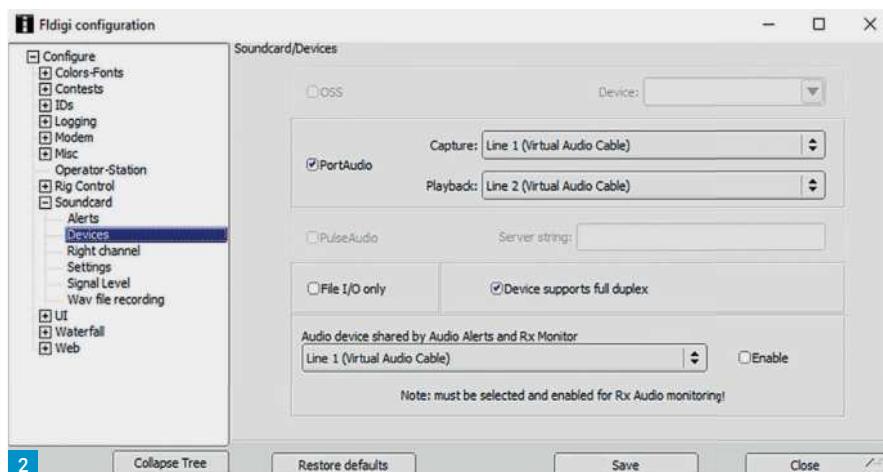 Fldigi configuration
Configure
Colors-Fonts
Contests
IDs
Logging
Modem
Misc
Operator-Station
Rig Control
Soundcard
Alerts
Devices
Right channel
Settings
Signal Level
Wav file recording
UI
Waterfall
Web
Soundcard/Devices
OSS Device:
PortAudio
Capture: Line 1 (Virtual Audio Cable)
Playback: Line 2 (Virtual Audio Cable)
PulseAudio Server string:
File I/O only Device supports full duplex
Audio device shared by Audio Alerts and Rx Monitor
Line 1 (Virtual Audio Cable) Enable
Note: must be selected and enabled for Rx Audio monitoring!
2 Collapse Tree Restore defaults Save Close